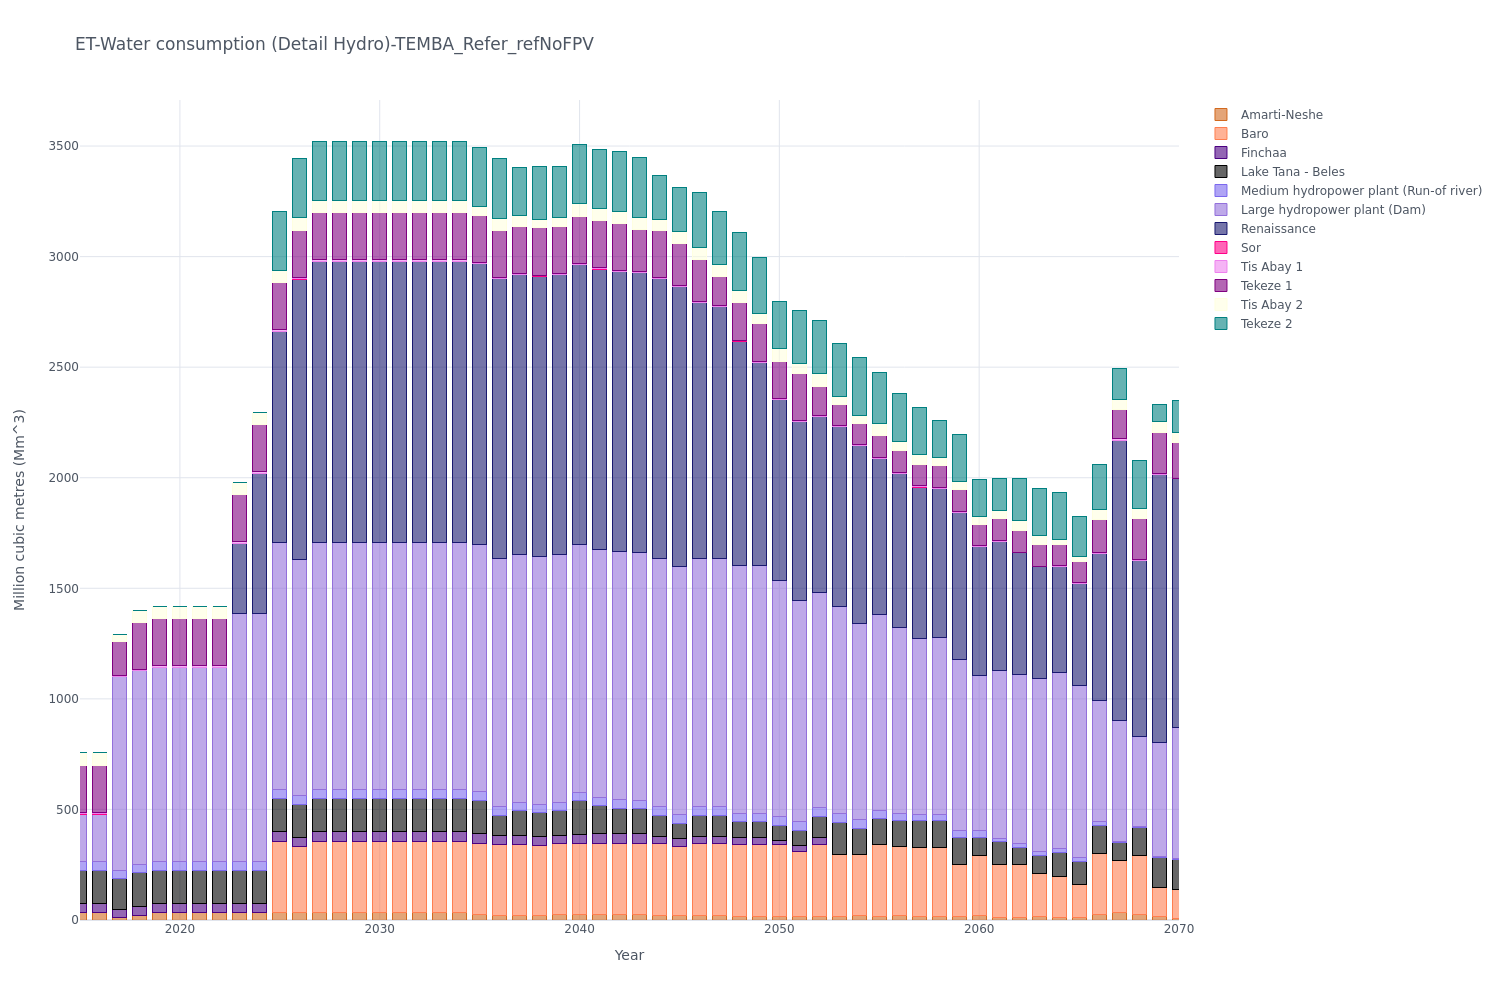 ET-Water consumption (Detail Hydro)-TEMBA_Refer_refNoFPV
Million cubic metres (Mm^3)
3500
3000
2500
2000
1500
1000
500
0
2020
2030
2040
2050
2060
2070
Year
Amarti-Neshe
Baro
Finchaa
Lake Tana - Beles
Medium hydropower plant (Run-of river)
Large hydropower plant (Dam)
Renaissance
Sor
Tis Abay 1
Tekeze 1
Tis Abay 2
Tekeze 2